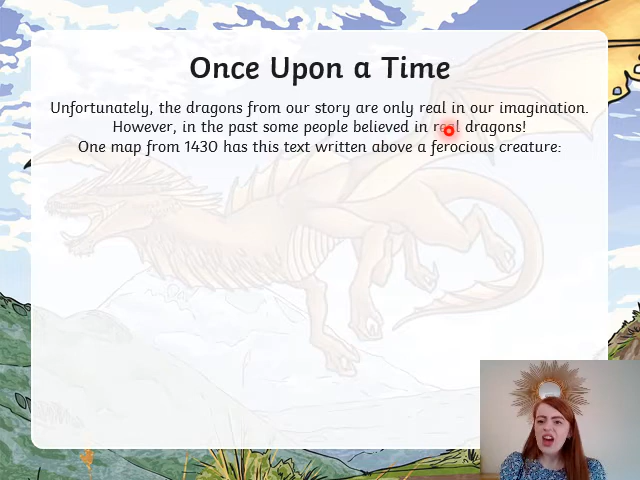 Once Upon a Time
Unfortunately, the dragons from our story are only real in our imagination.
However, in the past some people believed in real dragons!
One map from 1430 has this text written above a ferocious creature: